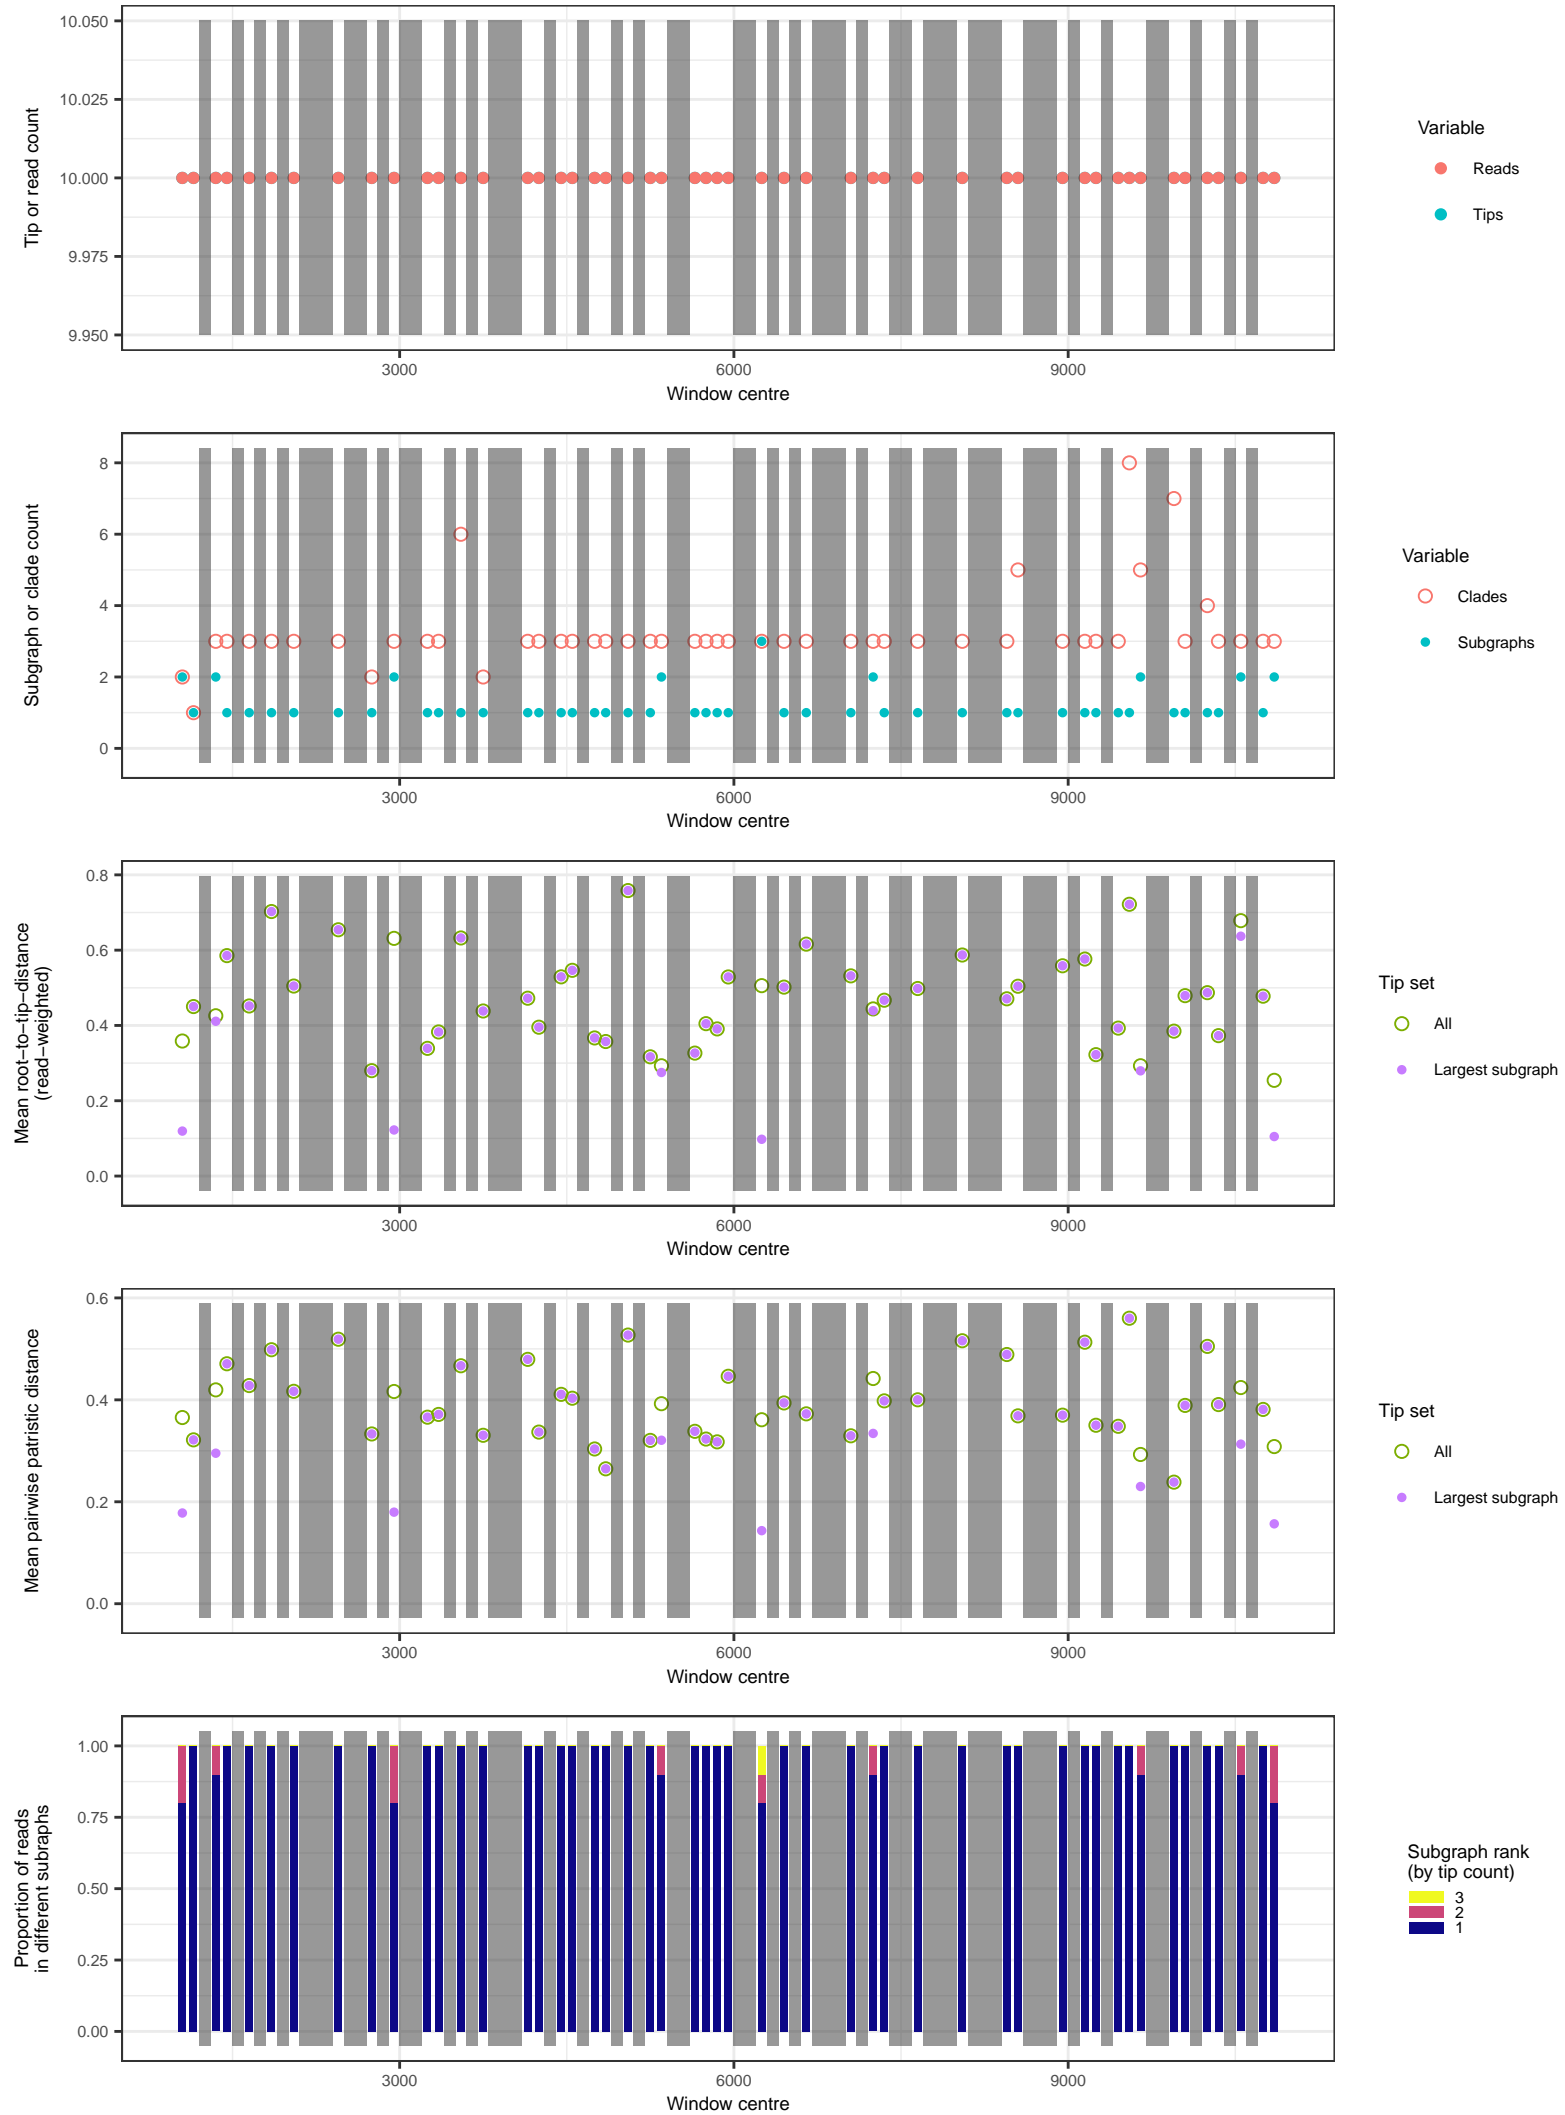 10.050
10.025
10.000
9.975
9.950
Tip or read count
3000 6000 9000
Window centre
Variable
Reads
Tips
8
6
4
2
0
Subgraph or clade count
3000 6000 9000
Window centre
Variable
Clades
Subgraphs
0.8
0.6
0.4
0.2
0.0
Mean root−to−tip−distance
(read−weighted)
3000 6000 9000
Window centre
Tip set
All
Largest subgraph
0.6
0.4
0.2
0.0
Mean pairwise patristic distance
3000 6000 9000
Window centre
Tip set
All
Largest subgraph
1.00
0.75
0.50
0.25
0.00
Proportion of reads
in different subraphs
3000 6000 9000
Window centre
Subgraph rank
(by tip count)
3
2
1